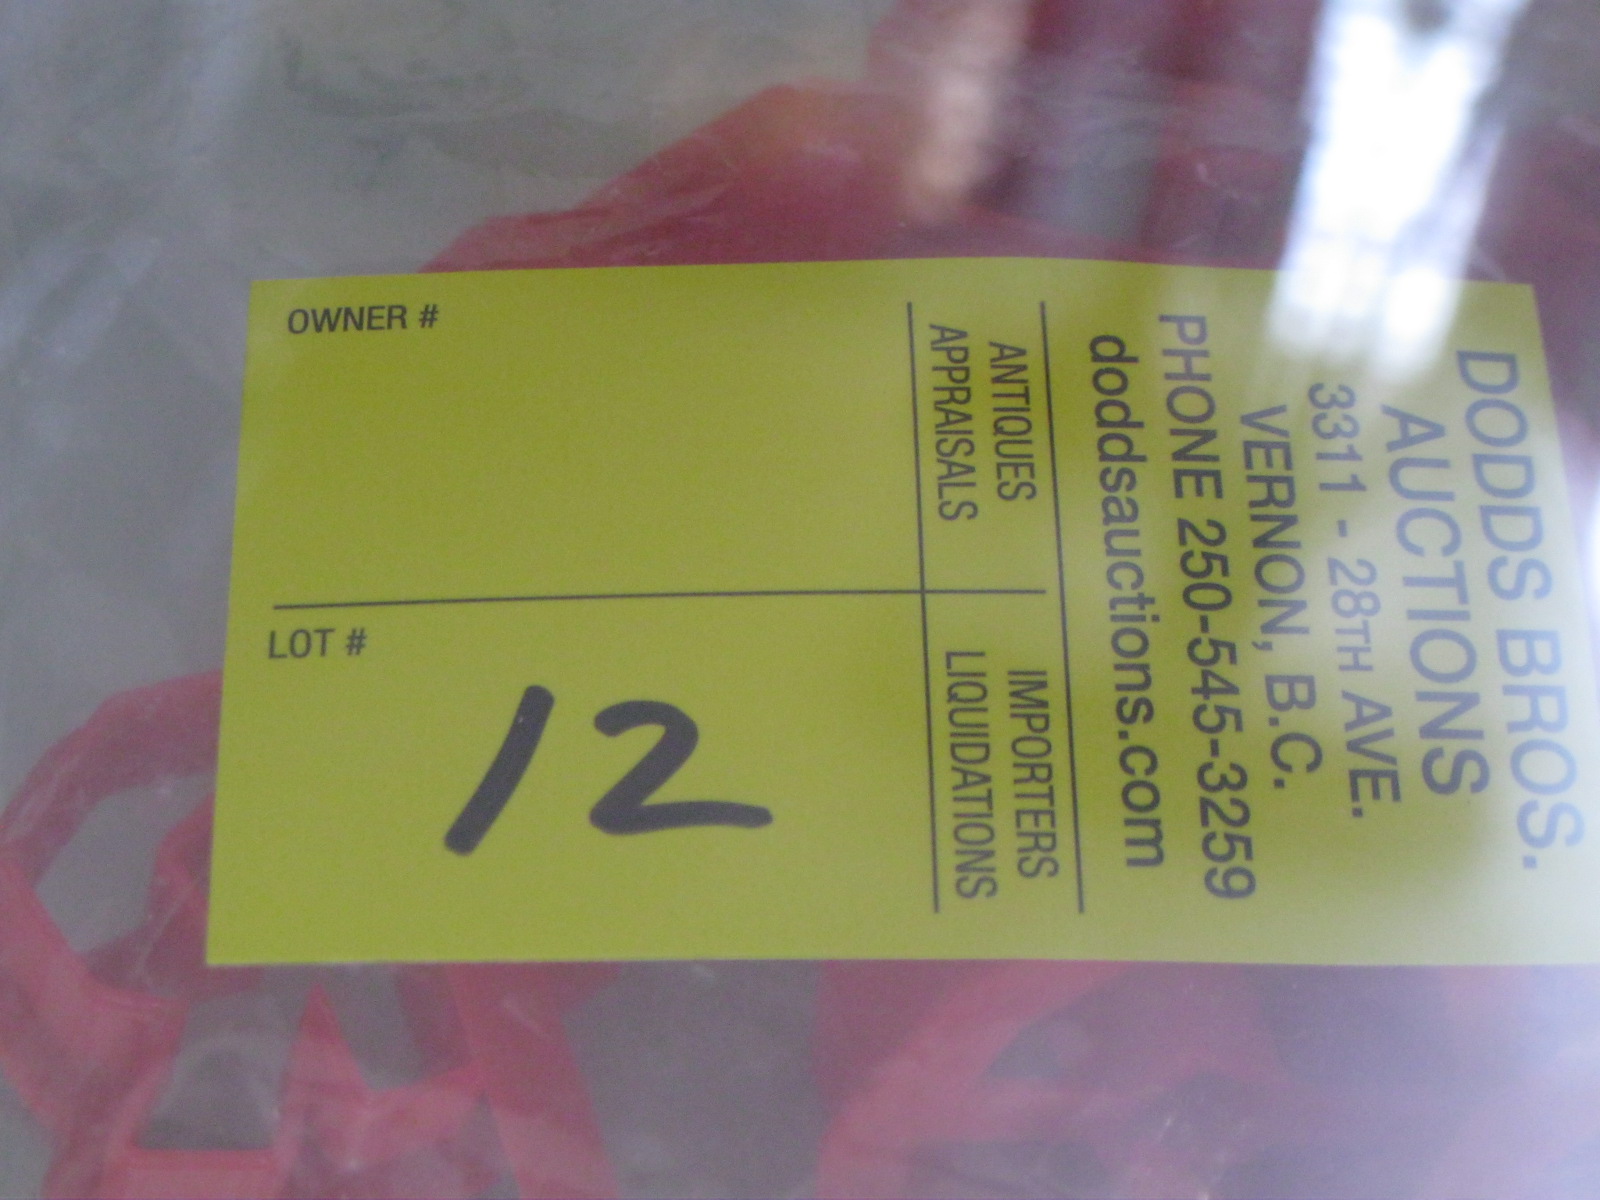 DODDS BROS.
AUCTIONS
3311 - 28TH AVE.
VERNON, B.C.
PHONE 250-545-3259
doddsauctions.com
ANTIQUES IMPORTERS
APPRAISALS LIQUIDATIONS
OWNER #
LOT #
12